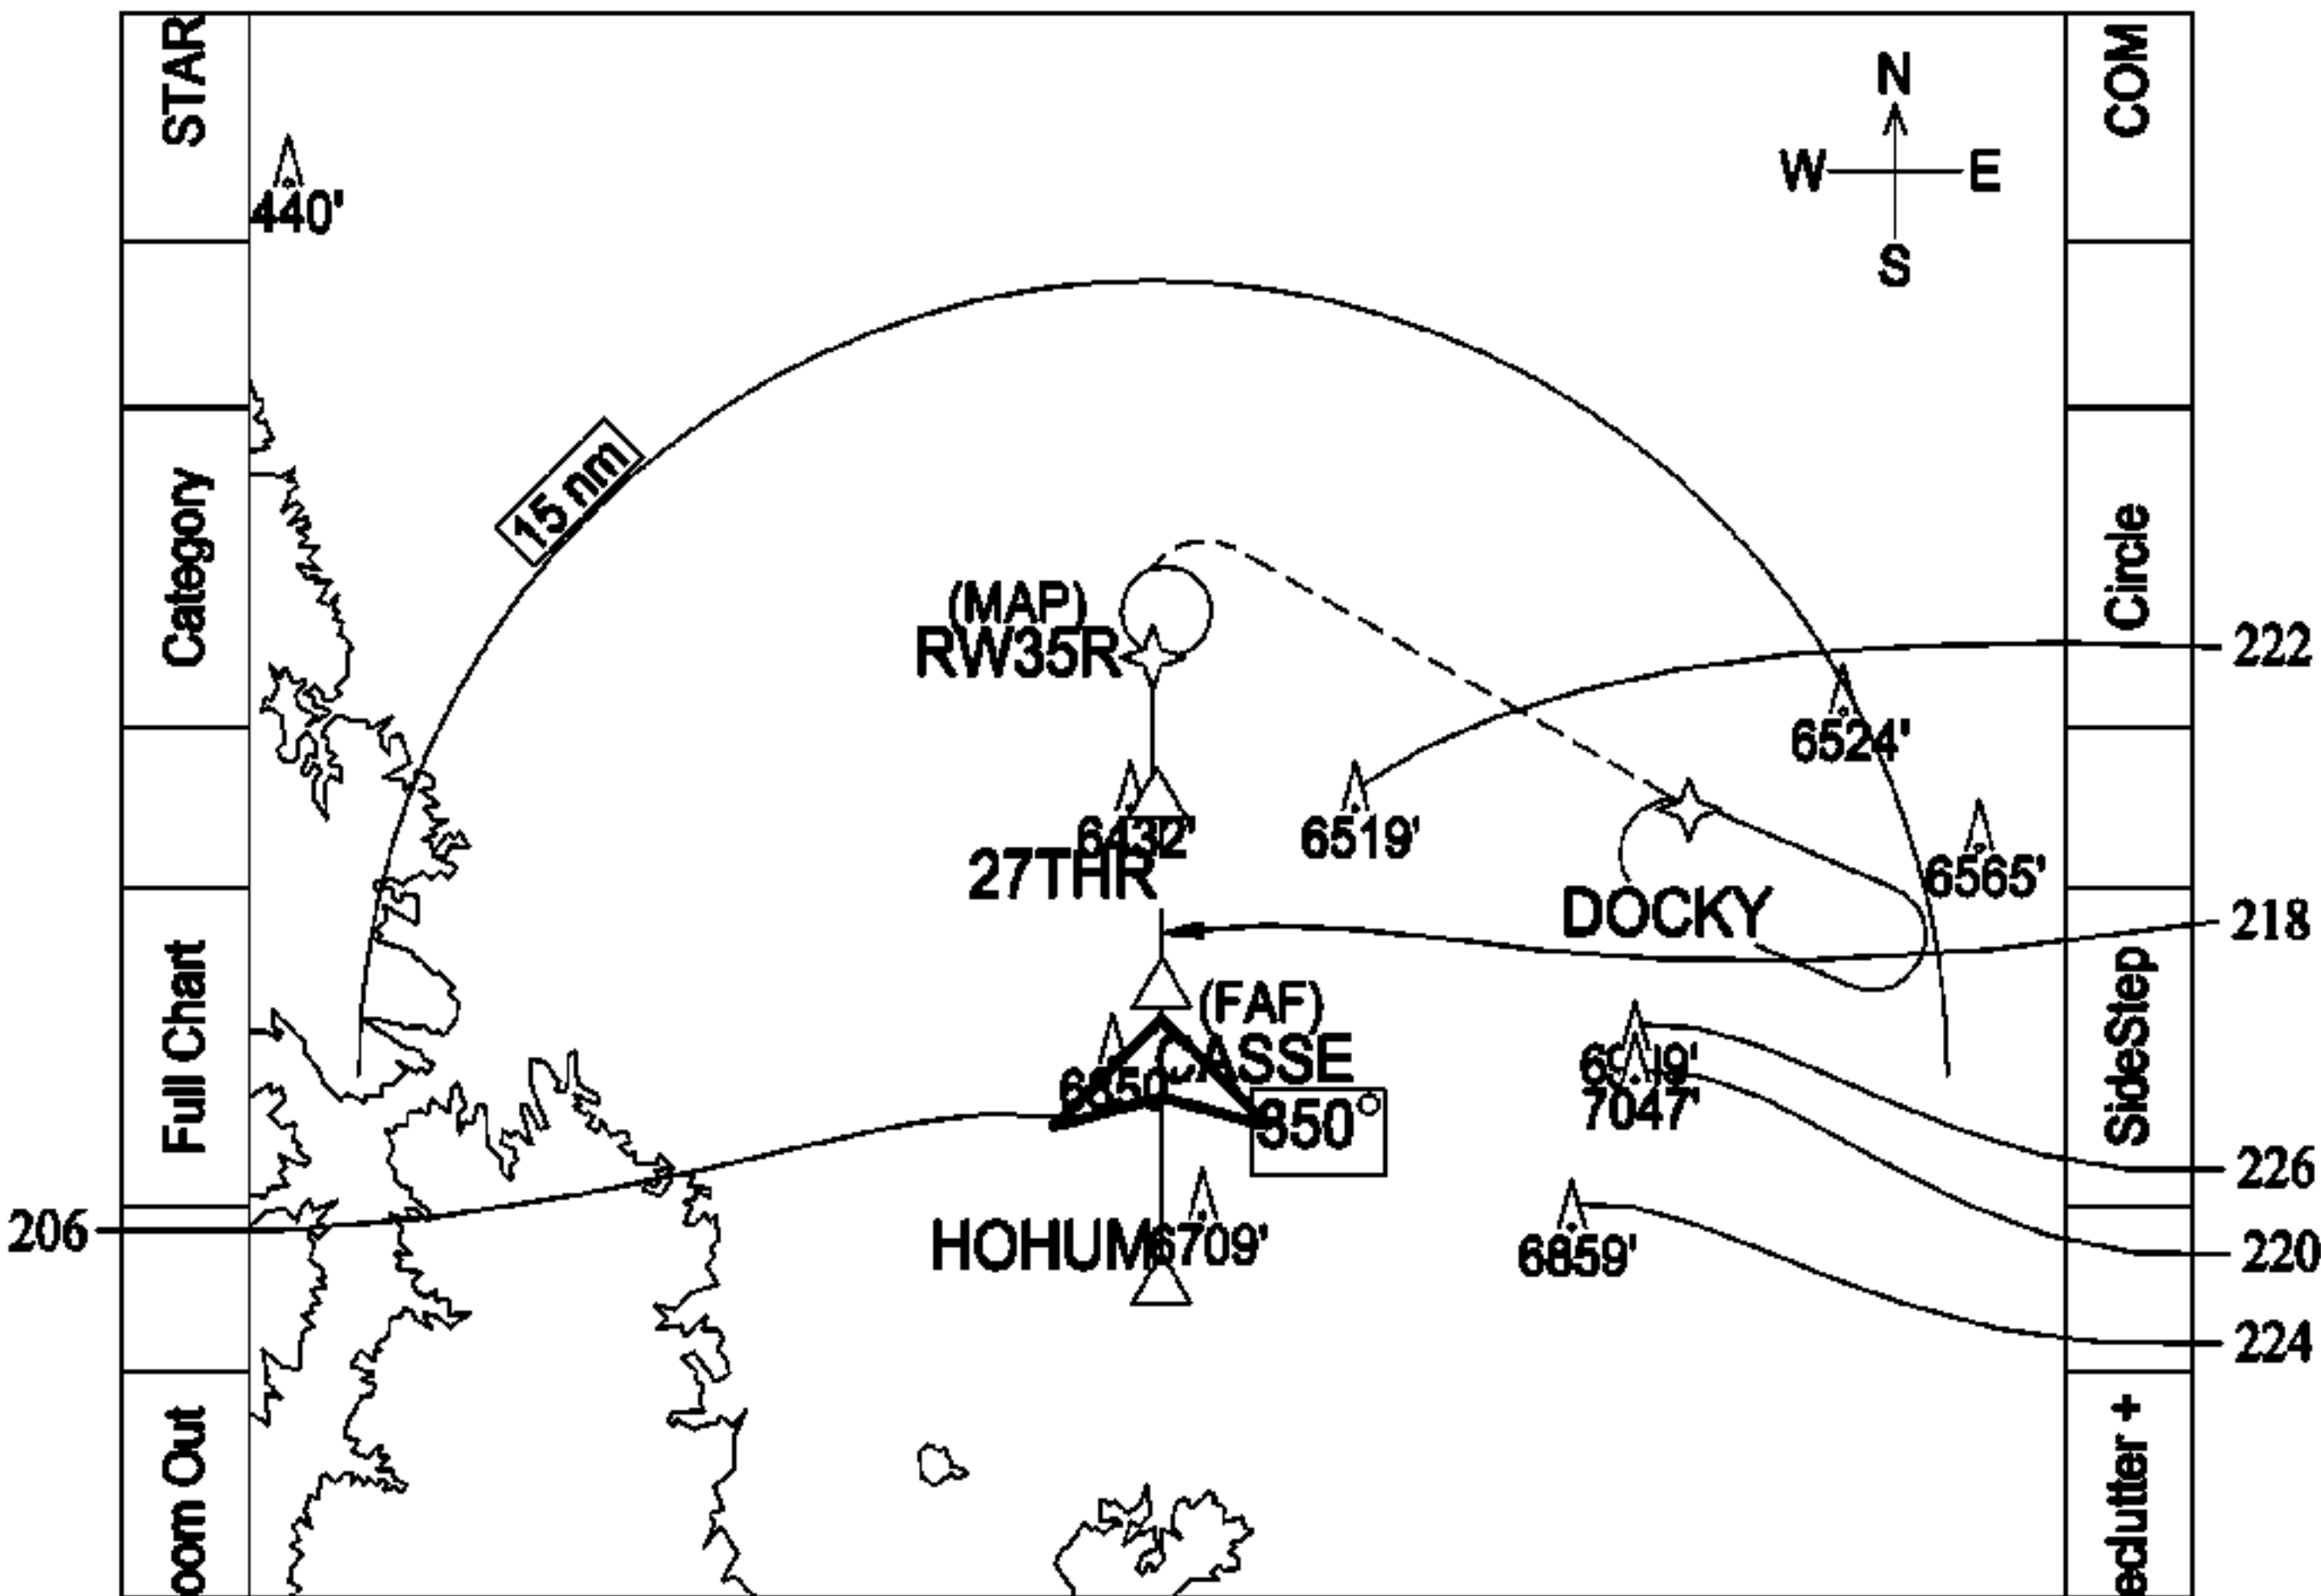 STAR
COM
N
W
E
S
440'
15 nm
Category
Circle
(MAP)
RW35R
222
6524'
6432'
6519'
6565'
27THR
DOCKY
218
(FAF)
CASSE
Full Chart
SideStep
7047'
350°
226
206
HOHUM
6709'
6859'
220
224
oom Out
eclutter +